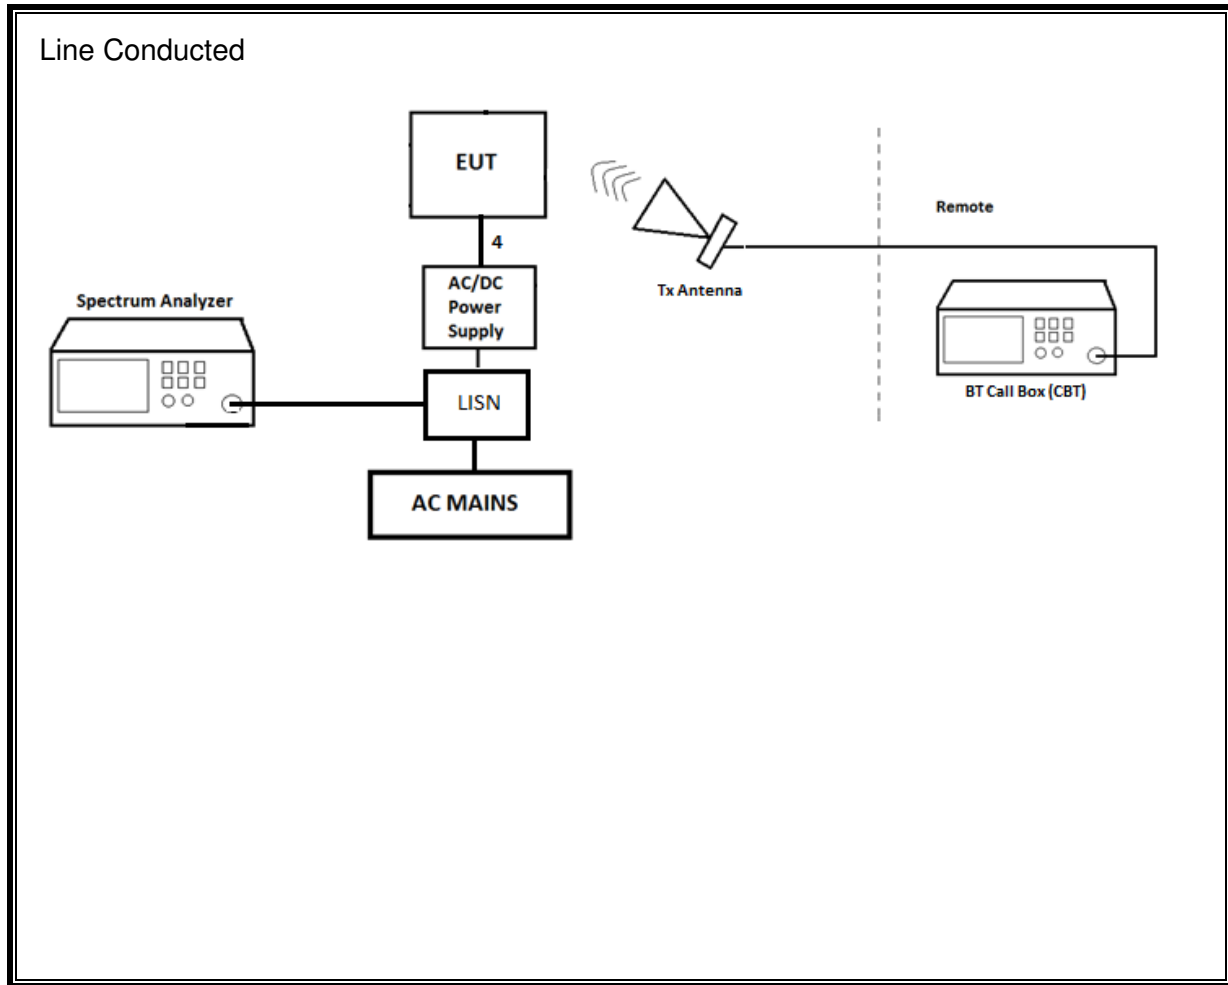 Line Conducted
EUT
4
AC/DC
Power
Supply
Spectrum Analyzer
LISN
AC MAINS
Tx Antenna
Remote
BT Call Box (CBT)